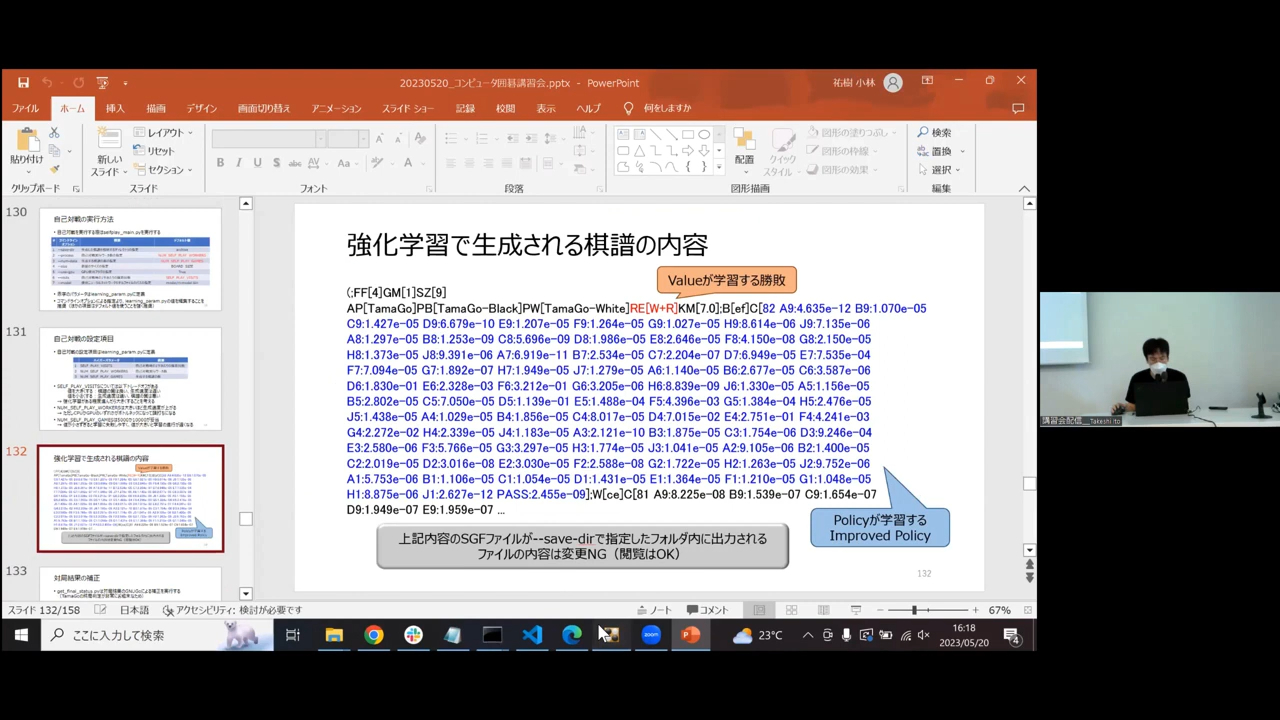 20230520_コンピュータ囲碁講習会.pptx - PowerPoint
祐樹 小林
ファイル ホーム 挿入 描画 デザイン 画面切り替え アニメーション スライド ショー 記録 校閲 表示 ヘルプ 何をしますか
貼り付け
新しい
スライド
レイアウト
リセット
セクション
配置
クイック
スタイル
図形の塗りつぶし
図形の枠線
図形の効果
検索
置換
選択
クリップボード スライド フォント 段落 図形描画 編集
130
自己対戦の実行方法
131
自己対戦の設定項目
132
強化学習で生成される棋譜の内容
133
対局結果の補正
強化学習で生成される棋譜の内容
Valueが学習する勝敗
(;FF[4]GM[1]SZ[9]
AP[TamaGo]PB[TamaGo-Black]PW[TamaGo-White]RE[W+R]KM[7.0];B[ef]C[82 A9:4.635e-12 B9:1.070e-05
C9:1.427e-05 D9:6.679e-10 E9:1.207e-05 F9:1.264e-05 G9:1.027e-05 H9:8.614e-06 J9:7.135e-06
A8:1.297e-05 B8:1.253e-09 C8:5.696e-09 D8:1.986e-05 E8:2.646e-05 F8:4.150e-08 G8:2.150e-05
H8:1.373e-05 J8:9.391e-06 A7:6.918e-11 B7:2.534e-05 C7:2.204e-07 D7:6.949e-05 E7:7.535e-04
F7:7.094e-05 G7:1.892e-07 H7:1.948e-05 J7:1.279e-05 A6:1.140e-05 B6:2.677e-05 C6:3.587e-06
D6:1.830e-01 E6:2.328e-03 F6:3.212e-01 G6:3.205e-06 H6:8.839e-09 J6:1.330e-05 A5:1.156e-05
B5:2.802e-05 C5:7.050e-05 D5:1.139e-01 E5:1.488e-04 F5:4.396e-03 G5:1.384e-04 H5:2.476e-05
J5:1.438e-05 A4:1.029e-05 B4:8.317e-06 C4:5.031e-05 D4:7.015e-02 E4:2.751e-01 F4:4.204e-03
G4:2.272e-02 H4:2.339e-05 J4:1.183e-05 A3:2.121e-10 B3:1.875e-05 C3:1.754e-06 D3:9.246e-04
E3:2.580e-06 F3:5.766e-05 G3:3.297e-05 H3:1.774e-05 J3:1.041e-05 A2:9.105e-06 B2:1.400e-05
C2:2.019e-05 D2:3.016e-08 E2:3.030e-05 F2:2.588e-08 G2:1.722e-05 H2:1.263e-05 J2:9.752e-06
A1:5.753e-06 B1:1.106e-05 C1:1.054e-05 D1:1.431e-05 E1:1.364e-05 F1:1.210e-05 G1:1.048e-03
H1:8.875e-06 J1:2.627e-12 PASS:2.455e-09];W[ce]C[81 A9:8.225e-08 B9:1.535e-07 C9:1.954e-07
D9:1.949e-07 E9:1.959e-07 ...
上記内容のSGFファイルが--save-dirで指定したフォルダ内に出力される
ファイルの内容は変更NG（閲覧はOK）
Policyが学習する
Improved Policy
132
スライド 132/158 日本語 アクセシビリティ: 検討が必要です ノート コメント 67%
ここに入力して検索
23°C
16:18
2023/05/20
講習会配信__Takeshi Ito